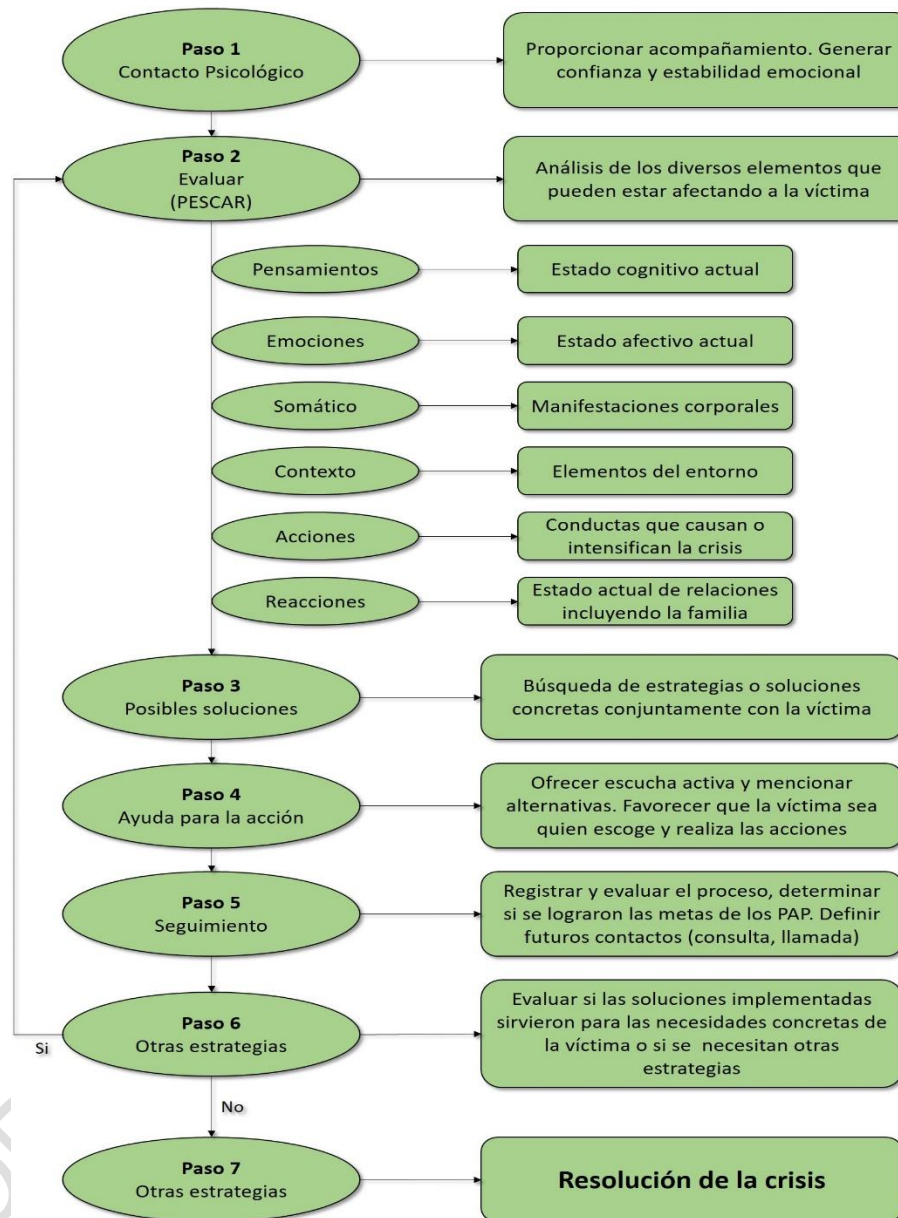 Paso 1
Contacto Psicológico
Proporcionar acompañamiento. Generar
confianza y estabilidad emocional
Paso 2
Evaluar
(PESCAR)
Análisis de los diversos elementos que
pueden estar afectando a la víctima
Pensamientos
Estado cognitivo actual
Emociones
Estado afectivo actual
Somático
Manifestaciones corporales
Contexto
Elementos del entorno
Acciones
Conductas que causan o
intensifican la crisis
Reacciones
Estado actual de relaciones
incluyendo la familia
Paso 3
Posibles soluciones
Búsqueda de estrategias o soluciones
concretas conjuntamente con la víctima
Paso 4
Ayuda para la acción
Ofrecer escucha activa y mencionar
alternativas. Favorecer que la víctima sea
quien escoge y realiza las acciones
Paso 5
Seguimiento
Registrar y evaluar el proceso, determinar
si se lograron las metas de los PAP. Definir
futuros contactos (consulta, llamada)
Si
Paso 6
Otras estrategias
Evaluar si las soluciones implementadas
sirvieron para las necesidades concretas de
la víctima o si se necesitan otras
estrategias
No
Paso 7
Otras estrategias
Resolución de la crisis